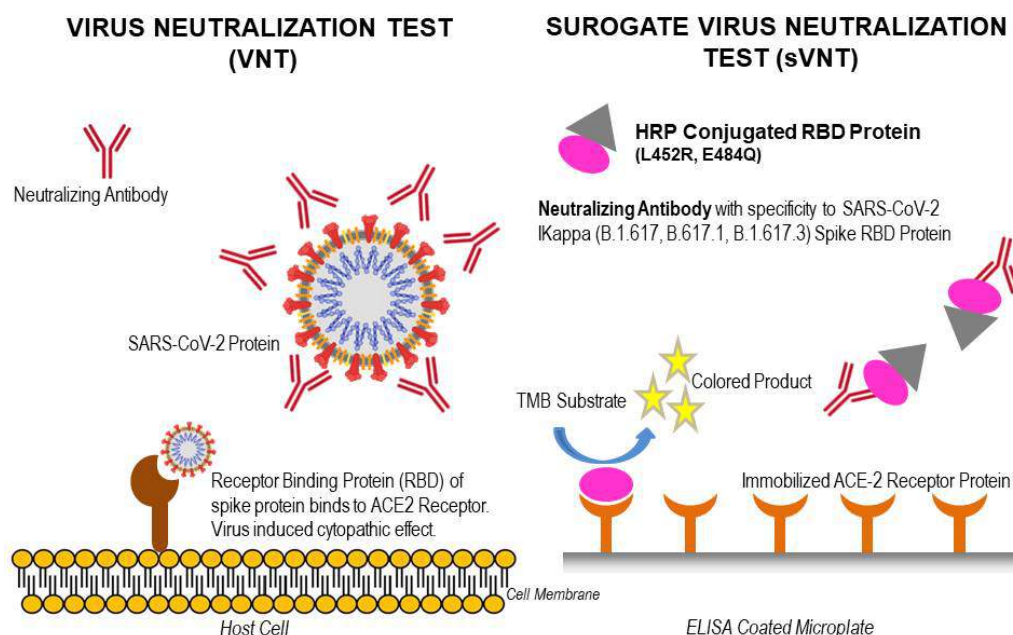 VIRUS NEUTRALIZATION TEST
(VNT)
Neutralizing Antibody
SARS-CoV-2 Protein
Receptor Binding Protein (RBD) of
spike protein binds to ACE2 Receptor.
Virus induced cytopathic effect.
Cell Membrane
Host Cell
SUROGATE VIRUS NEUTRALIZATION
TEST (sVNT)
HRP Conjugated RBD Protein
(L452R, E484Q)
Neutralizing Antibody with specificity to SARS-CoV-2
IKappa (B.1.617, B.617.1, B.1.617.3) Spike RBD Protein
Colored Product
TMB Substrate
Immobilized ACE-2 Receptor Protein
ELISA Coated Microplate